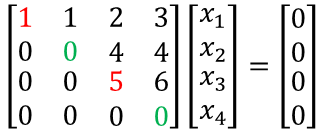 1 1 2 3 x₁ 0
0 0 4 4 x₂ = 0
0 0 5 6 x₃ 0
0 0 0 0 x₄ 0